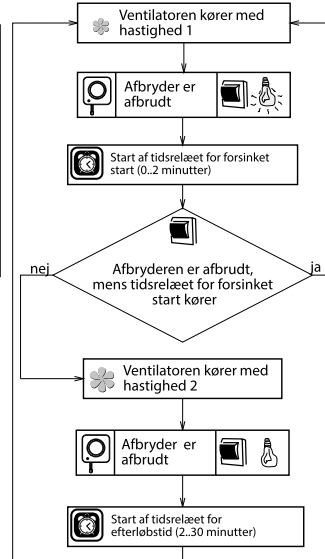 Ventilatoren kører med
hastighed 1
Afbryder er
afbrudt
Start af tidsrelæet for forsinket
start (0..2 minutter)
nej
ja
Afbryderen er afbrudt,
mens tidsrelæet for forsinket
start kører
Ventilatoren kører med
hastighed 2
Afbryder er
afbrudt
Start af tidsrelæet for
efterløbstid (2..30 minutter)